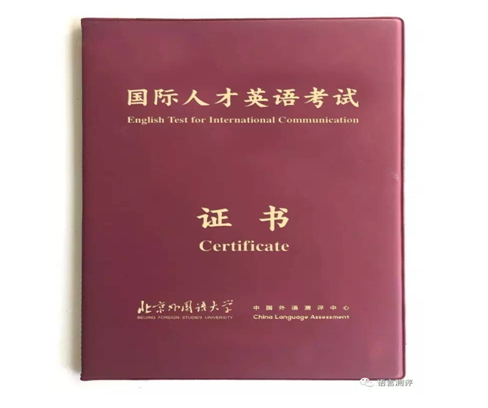 国际人才英语考试
English Test for International Communication
证书
Certificate
北京外国语大学
BEIJING FOREIGN STUDIES UNIVERSITY
中国外语测评中心
China Language Assessment
语言测评